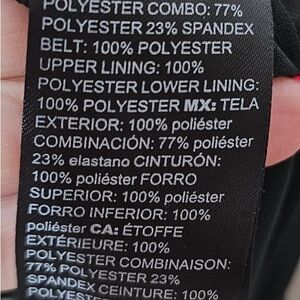 POLYESTER COMBO: 77%
POLYESTER 23% SPANDEX
BELT: 100% POLYESTER
UPPER LINING: 100%
POLYESTER LOWER LINING:
100% POLYESTER MX: TELA
EXTERIOR: 100% poliéster
COMBINACIÓN: 77% poliéster
23% elastano CINTURÓN:
100% poliéster FORRO
SUPERIOR: 100% poliéster
FORRO INFERIOR: 100%
poliéster CA: ÉTOFFE
EXTÉRIEURE: 100%
POLYESTER COMBINAISON:
77% POLYESTER 23%
SPANDEX CEINTURE: 100%